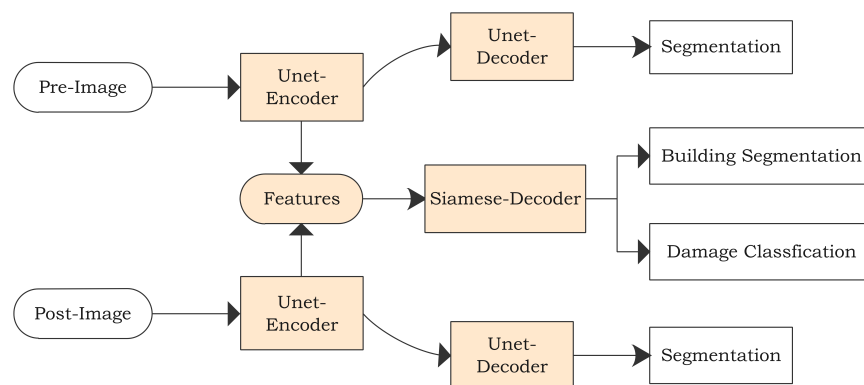 Pre-Image
Unet-
Encoder
Unet-
Decoder
Segmentation
Features
Siamese-Decoder
Building Segmentation
Damage Classfication
Post-Image
Unet-
Encoder
Unet-
Decoder
Segmentation